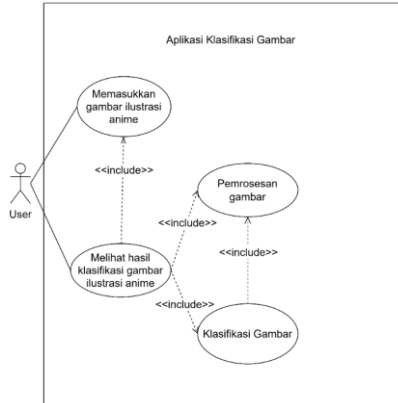 Aplikasi Klasifikasi Gambar
Memasukkan
gambar ilustrasi
anime
<<include>>
Pemrosesan
gambar
User
<<include>>
<<include>>
Melihat hasil
klasifikasi gambar
ilustrasi anime
<<include>>
Klasifikasi Gambar